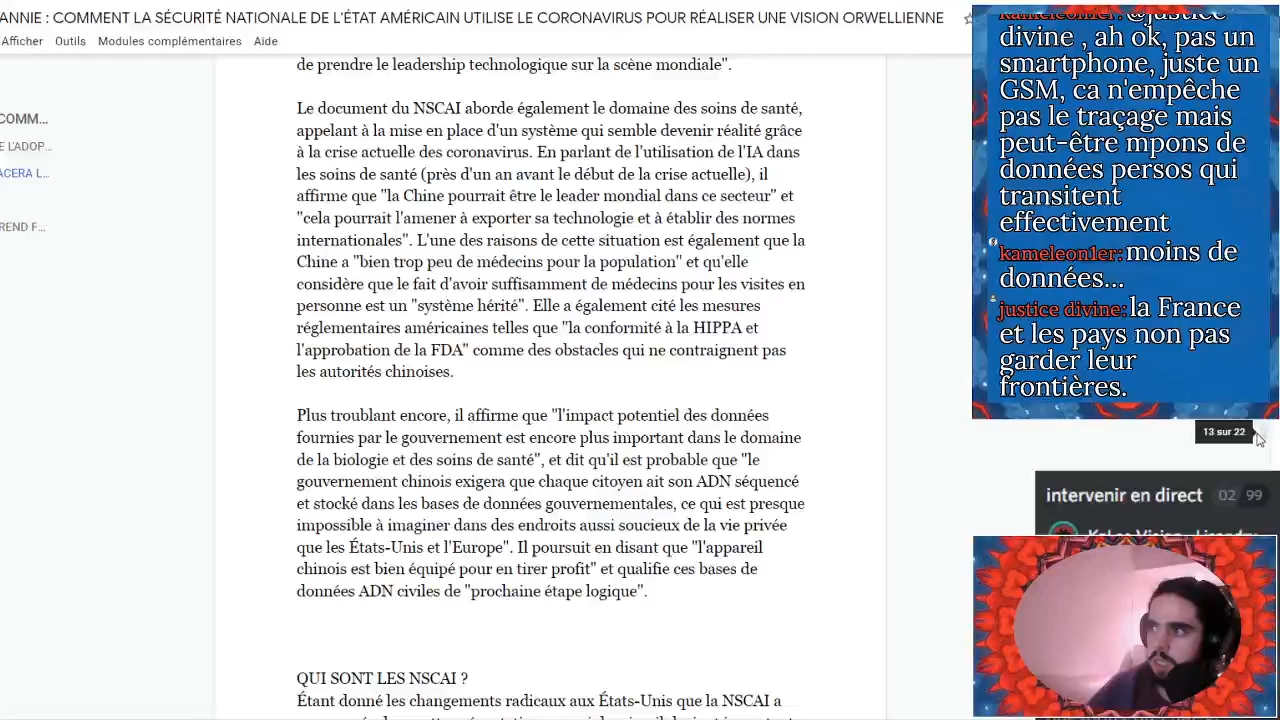 ANNIE : COMMENT LA SÉCURITÉ NATIONALE DE L'ÉTAT AMÉRICAIN UTILISE LE CORONAVIRUS POUR RÉALISER UNE VISION ORWELLIENNE
Afficher Outils Modules complémentaires Aide
COMM...
E L'ADOP...
ACERA L...
REND F...
de prendre le leadership technologique sur la scène mondiale".
Le document du NSCAI aborde également le domaine des soins de santé,
appelant à la mise en place d'un système qui semble devenir réalité grâce
à la crise actuelle des coronavirus. En parlant de l'utilisation de l'IA dans
les soins de santé (près d'un an avant le début de la crise actuelle), il
affirme que "la Chine pourrait être le leader mondial dans ce secteur" et
"cela pourrait l'amener à exporter sa technologie et à établir des normes
internationales". L'une des raisons de cette situation est également que la
Chine a "bien trop peu de médecins pour la population" et qu'elle
considère que le fait d'avoir suffisamment de médecins pour les visites en
personne est un "système hérité". Elle a également cité les mesures
réglementaires américaines telles que "la conformité à la HIPPA et
l'approbation de la FDA" comme des obstacles qui ne contraignent pas
les autorités chinoises.
Plus troublant encore, il affirme que "l'impact potentiel des données
fournies par le gouvernement est encore plus important dans le domaine
de la biologie et des soins de santé", et dit qu'il est probable que "le
gouvernement chinois exigera que chaque citoyen ait son ADN séquencé
et stocké dans les bases de données gouvernementales, ce qui est presque
impossible à imaginer dans des endroits aussi soucieux de la vie privée
que les États-Unis et l'Europe". Il poursuit en disant que "l'appareil
chinois est bien équipé pour en tirer profit" et qualifie ces bases de
données ADN civiles de "prochaine étape logique".
QUI SONT LES NSCAI ?
Étant donné les changements radicaux aux États-Unis que la NSCAI a
kameleon1er: @justice
divine , ah ok, pas un
smartphone, juste un
GSM, ca n'empêche
pas le traçage mais
peut-être mpons de
données persos qui
transitent
effectivement
kameleon1er: moins de
données...
justice divine: la France
et les pays non pas
garder leur
frontières.
13 sur 22
intervenir en direct 02 99